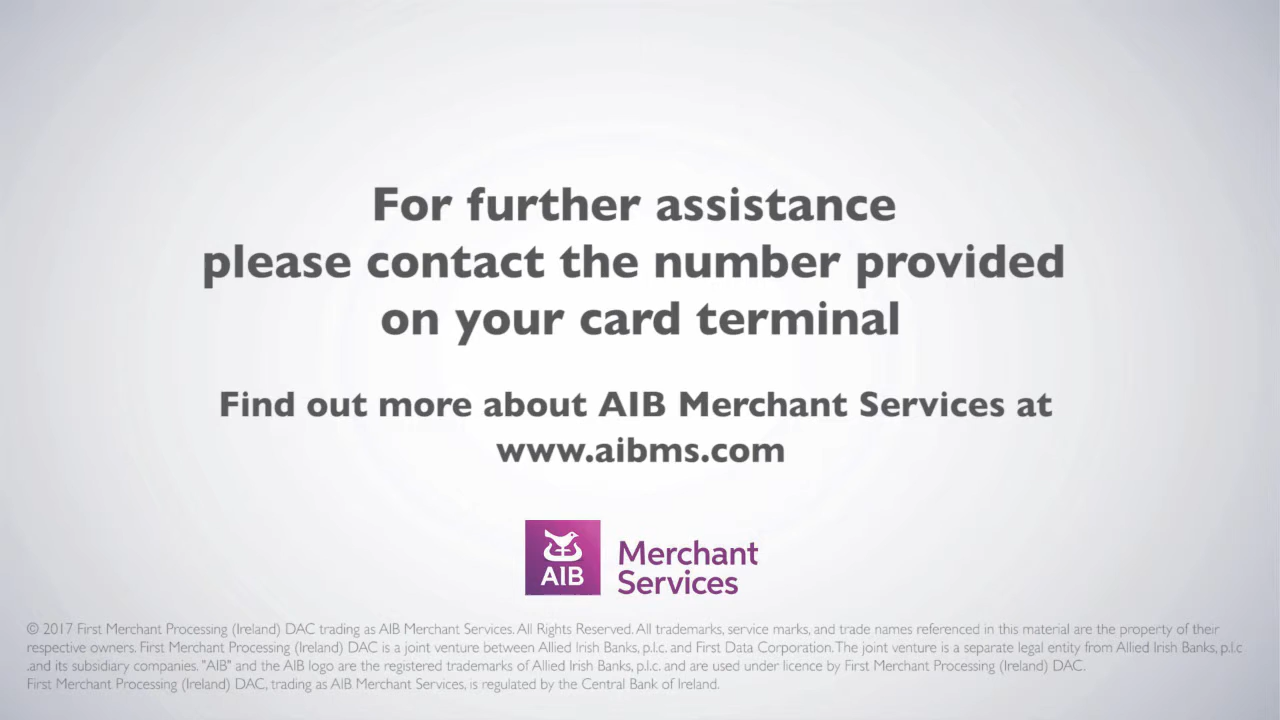 For further assistance
please contact the number provided
on your card terminal
Find out more about AIB Merchant Services at
www.aibms.com
AIB
Merchant
Services
© 2017 First Merchant Processing (Ireland) DAC trading as AIB Merchant Services. All Rights Reserved. All trademarks, service marks, and trade names referenced in this material are the property of their
respective owners. First Merchant Processing (Ireland) DAC is a joint venture between Allied Irish Banks, p.l.c. and First Data Corporation. The joint venture is a separate legal entity from Allied Irish Banks, p.l.c
.and its subsidiary companies. "AIB" and the AIB logo are the registered trademarks of Allied Irish Banks, p.l.c. and are used under licence by First Merchant Processing (Ireland) DAC.
First Merchant Processing (Ireland) DAC, trading as AIB Merchant Services, is regulated by the Central Bank of Ireland.